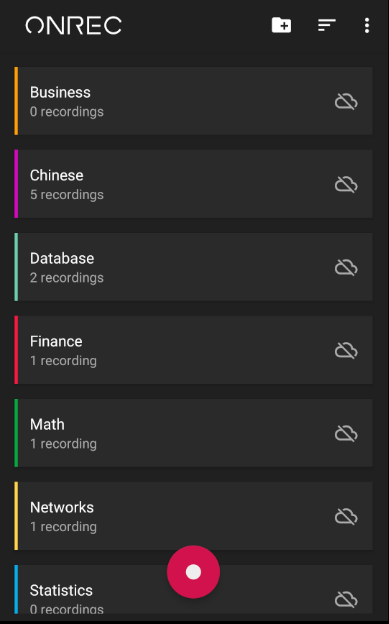 ONREC
Business
0 recordings
Chinese
5 recordings
Database
2 recordings
Finance
1 recording
Math
1 recording
Networks
1 recording
Statistics
0 recordings